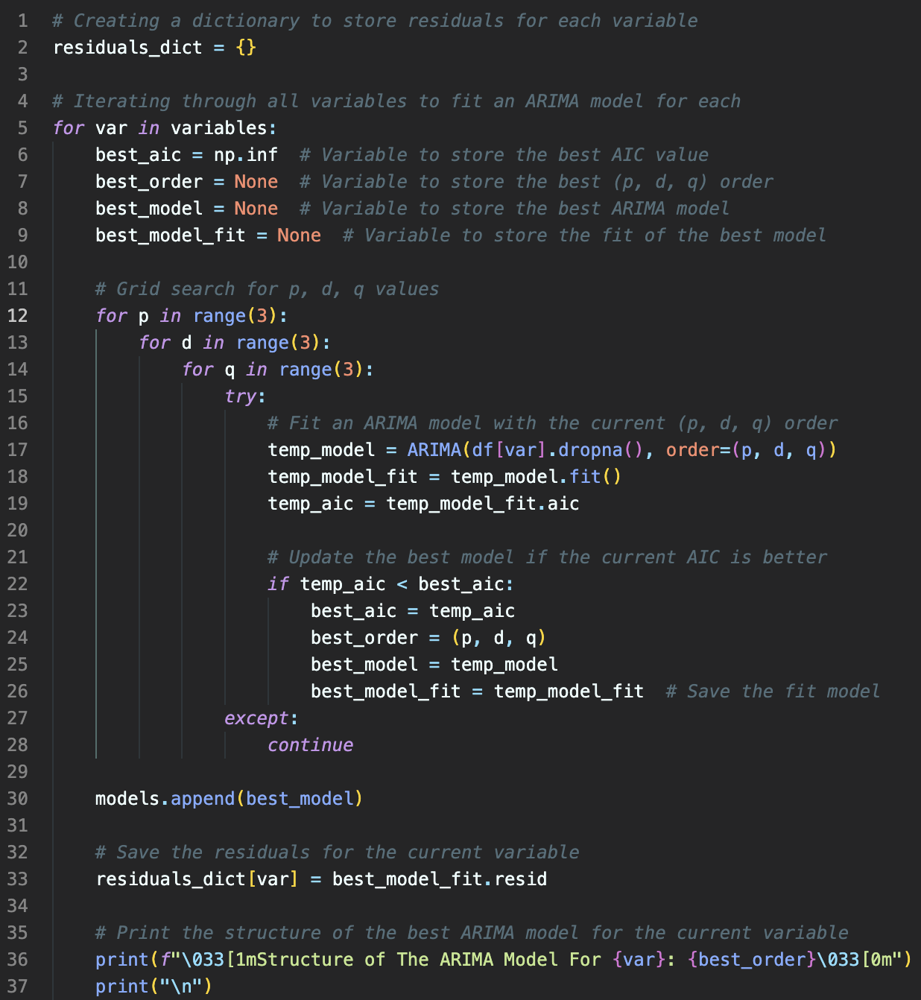 1 # Creating a dictionary to store residuals for each variable
2 residuals_dict = {}
3
4 # Iterating through all variables to fit an ARIMA model for each
5 for var in variables:
6     best_aic = np.inf  # Variable to store the best AIC value
7     best_order = None  # Variable to store the best (p, d, q) order
8     best_model = None  # Variable to store the best ARIMA model
9     best_model_fit = None  # Variable to store the fit of the best model
10
11     # Grid search for p, d, q values
12     for p in range(3):
13         for d in range(3):
14             for q in range(3):
15                 try:
16                     # Fit an ARIMA model with the current (p, d, q) order
17                     temp_model = ARIMA(df[var].dropna(), order=(p, d, q))
18                     temp_model_fit = temp_model.fit()
19                     temp_aic = temp_model_fit.aic
20
21                     # Update the best model if the current AIC is better
22                     if temp_aic < best_aic:
23                         best_aic = temp_aic
24                         best_order = (p, d, q)
25                         best_model = temp_model
26                         best_model_fit = temp_model_fit  # Save the fit model
27                 except:
28                     continue
29
30     models.append(best_model)
31
32     # Save the residuals for the current variable
33     residuals_dict[var] = best_model_fit.resid
34
35     # Print the structure of the best ARIMA model for the current variable
36     print(f"\033[1mStructure of The ARIMA Model For {var}: {best_order}\033[0m")
37     print("\n")